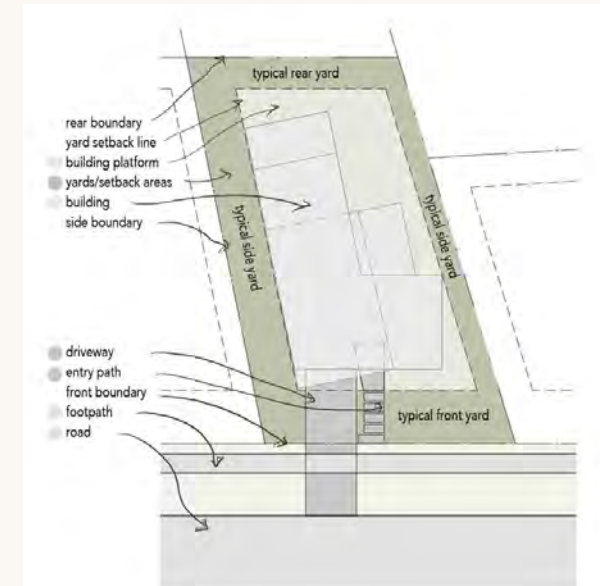 typical rear yard
rear boundary
yard setback line
building platform
yards/setback areas
building
side boundary
typical side yard
typical side yard
driveway
entry path
front boundary
footpath
road
typical front yard